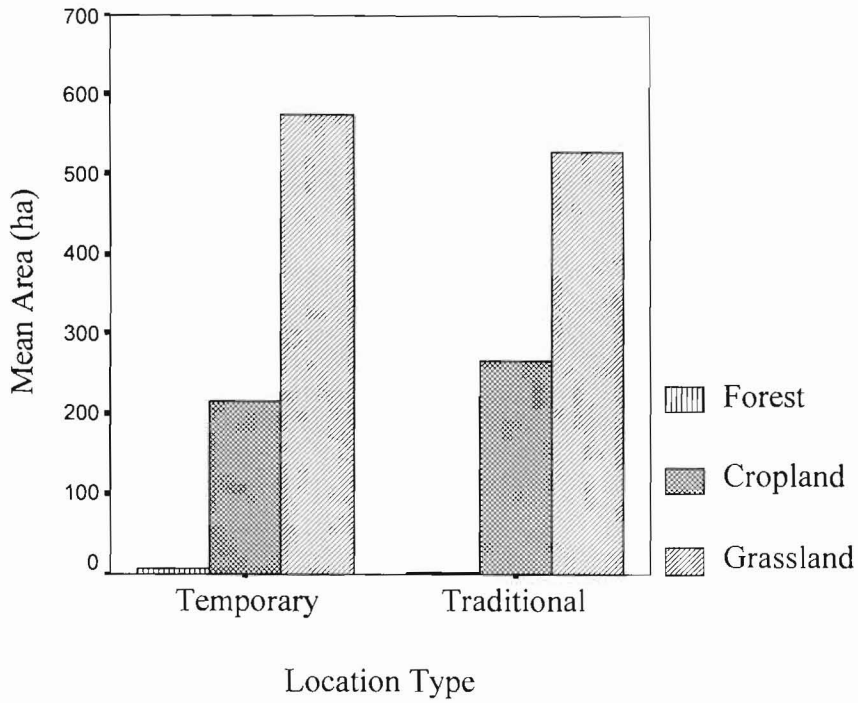 700
600
500
400
300
200
100
0
Mean Area (ha)
Temporary
Traditional
Location Type
Forest
Cropland
Grassland